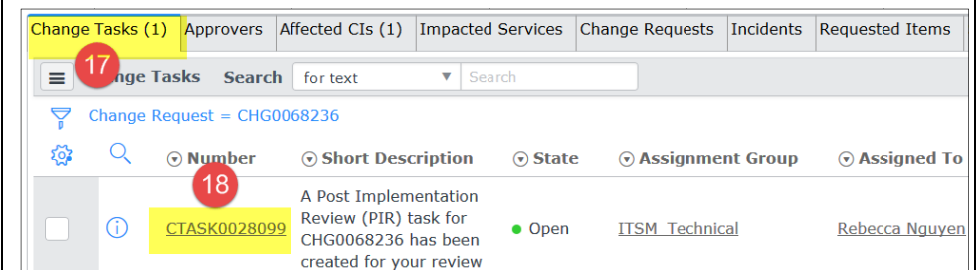 Change Tasks (1) Approvers Affected CIs (1) Impacted Services Change Requests Incidents Requested Items
17
nge Tasks Search for text Search
Change Request = CHG0068236
Number Short Description State Assignment Group Assigned To
18
A Post Implementation
Review (PIR) task for
CTASK0028099 CHG0068236 has been Open ITSM_Technical Rebecca Nguyen
created for your review